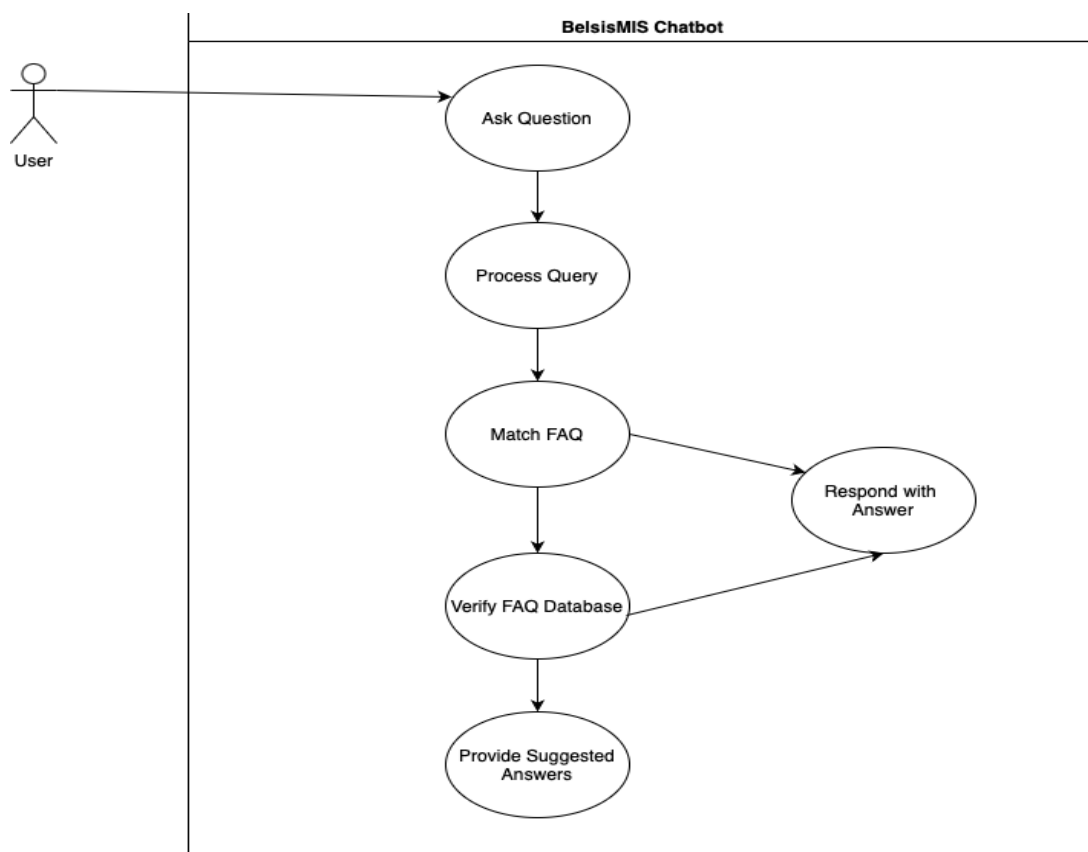 BelsisMIS Chatbot
Ask Question
User
Process Query
Match FAQ
Respond with
Answer
Verify FAQ Database
Provide Suggested
Answers